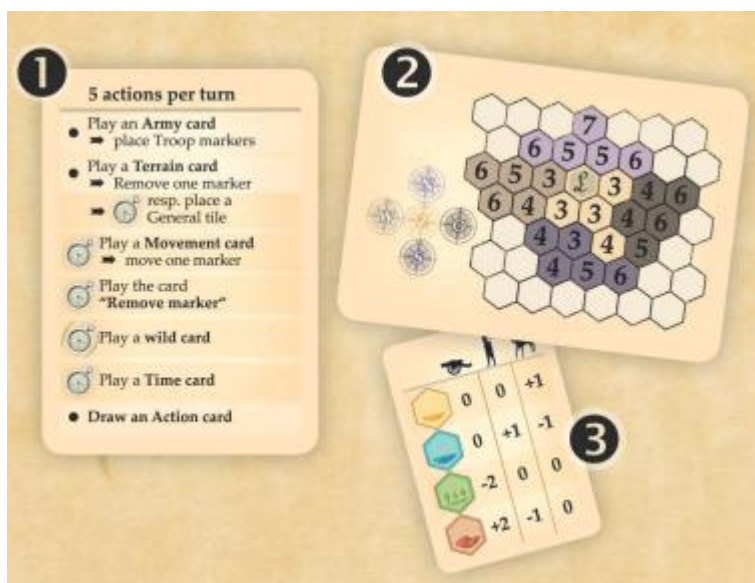 1
5 actions per turn
Play an Army card
➡ place Troop markers
Play a Terrain card
➡ Remove one marker
➡ resp. place a
General tile
Play a Movement card
➡ move one marker
Play the card
“Remove marker”
Play a wild card
Play a Time card
Draw an Action card
2
7
6 5 5 6
6 5 3 £ 3 4 6
6 4 3 3 4 6
4 3 4 5
4 5 6
3
0 0 +1
0 +1 -1
-2 0 0
+2 -1 0